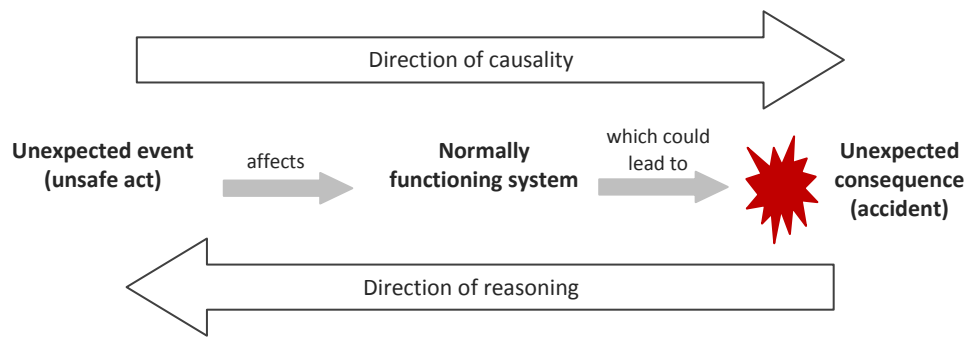 Direction of causality
Unexpected event
(unsafe act)
affects
Normally
functioning system
which could
lead to
Unexpected
consequence
(accident)
Direction of reasoning